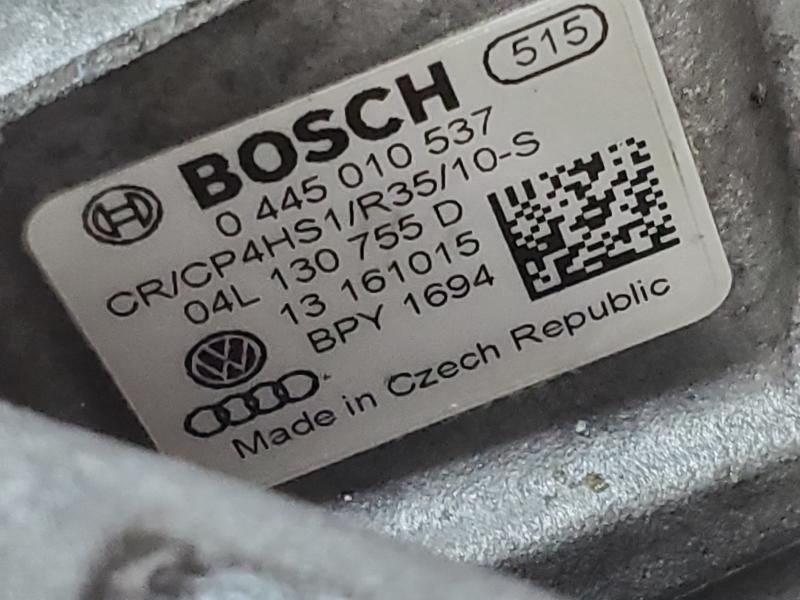 515
BOSCH
0 445 010 537
CR/CP4HS1/R35/10-S
04L 130 755 D
13 161015
BPY 1694
Made in Czech Republic